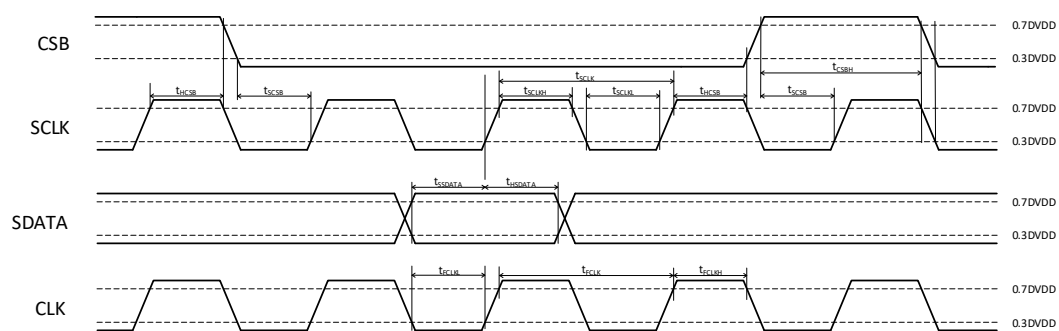 CSB
0.7DVDD
0.3DVDD
tSCLK
tCSBH
tHCSB
tSCSB
tSCLKH
tSCLKL
tHCSB
tSCSB
SCLK
0.7DVDD
0.3DVDD
tSSDATA
tHSDATA
SDATA
0.7DVDD
0.3DVDD
tFCLKL
tFCLK
tFCLKH
CLK
0.7DVDD
0.3DVDD